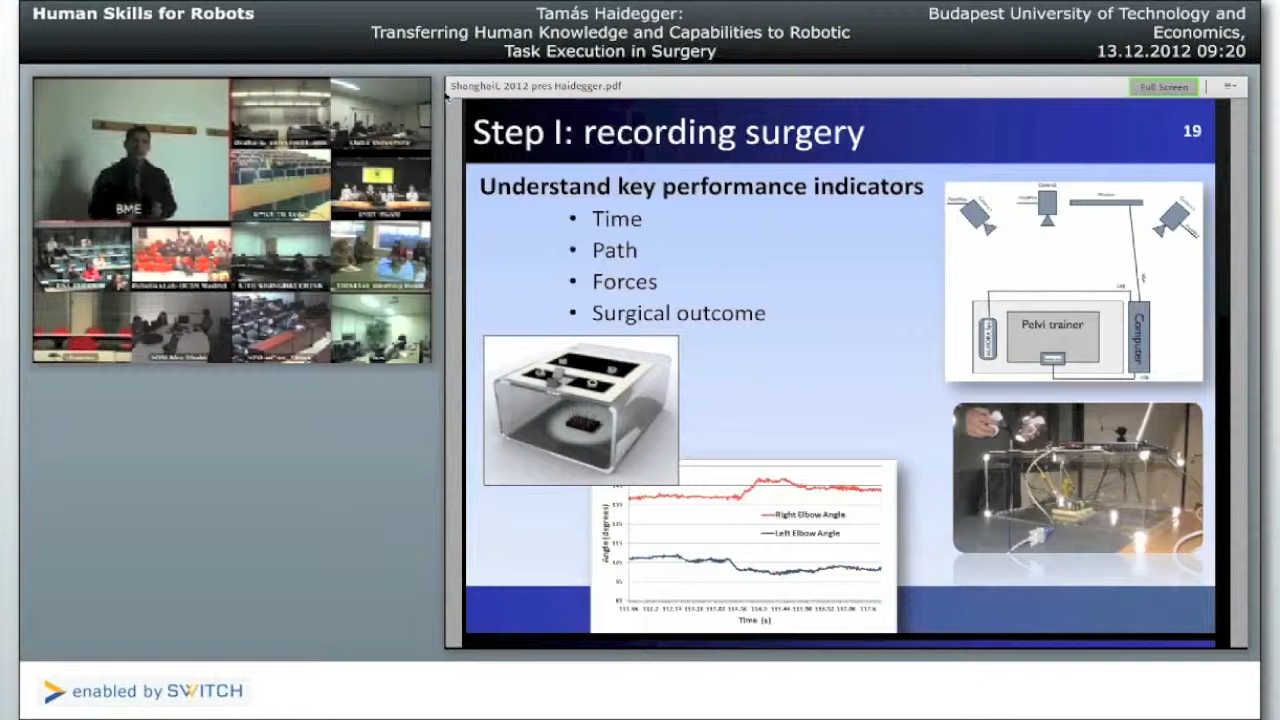 Human Skills for Robots
Tamás Haidegger:
Transferring Human Knowledge and Capabilities to Robotic
Task Execution in Surgery
Budapest University of Technology and
Economics,
13.12.2012 09:20
ShanghaiL 2012 pres Haidegger.pdf
Full Screen
Step I: recording surgery
19
Understand key performance indicators
• Time
• Path
• Forces
• Surgical outcome
BME
Pelvi trainer
Computer
Right Elbow Angle
Left Elbow Angle
Angle (degrees)
Time (s)
enabled by SWITCH